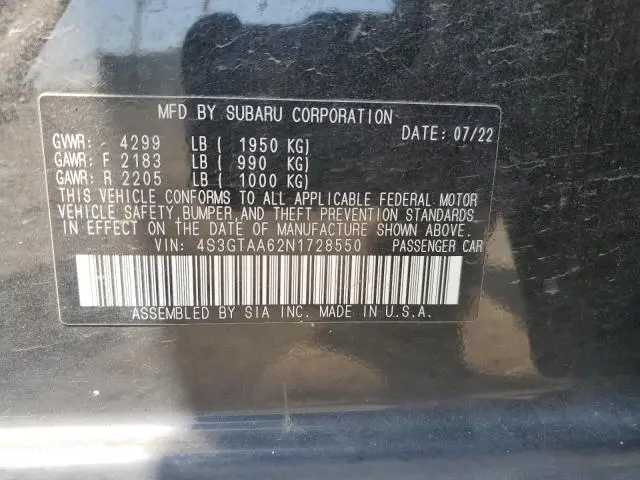 MFD BY SUBARU CORPORATION
DATE: 07/22
GVWR: 4299 LB ( 1950 KG)
GAWR: F 2183 LB ( 990 KG)
GAWR: R 2205 LB ( 1000 KG)
THIS VEHICLE CONFORMS TO ALL APPLICABLE FEDERAL MOTOR
VEHICLE SAFETY, BUMPER, AND THEFT PREVENTION STANDARDS
IN EFFECT ON THE DATE OF MANUFACTURE SHOWN ABOVE.
VIN: 4S3GTAA62N1728550 PASSENGER CAR
ASSEMBLED BY SIA INC. MADE IN U.S.A.